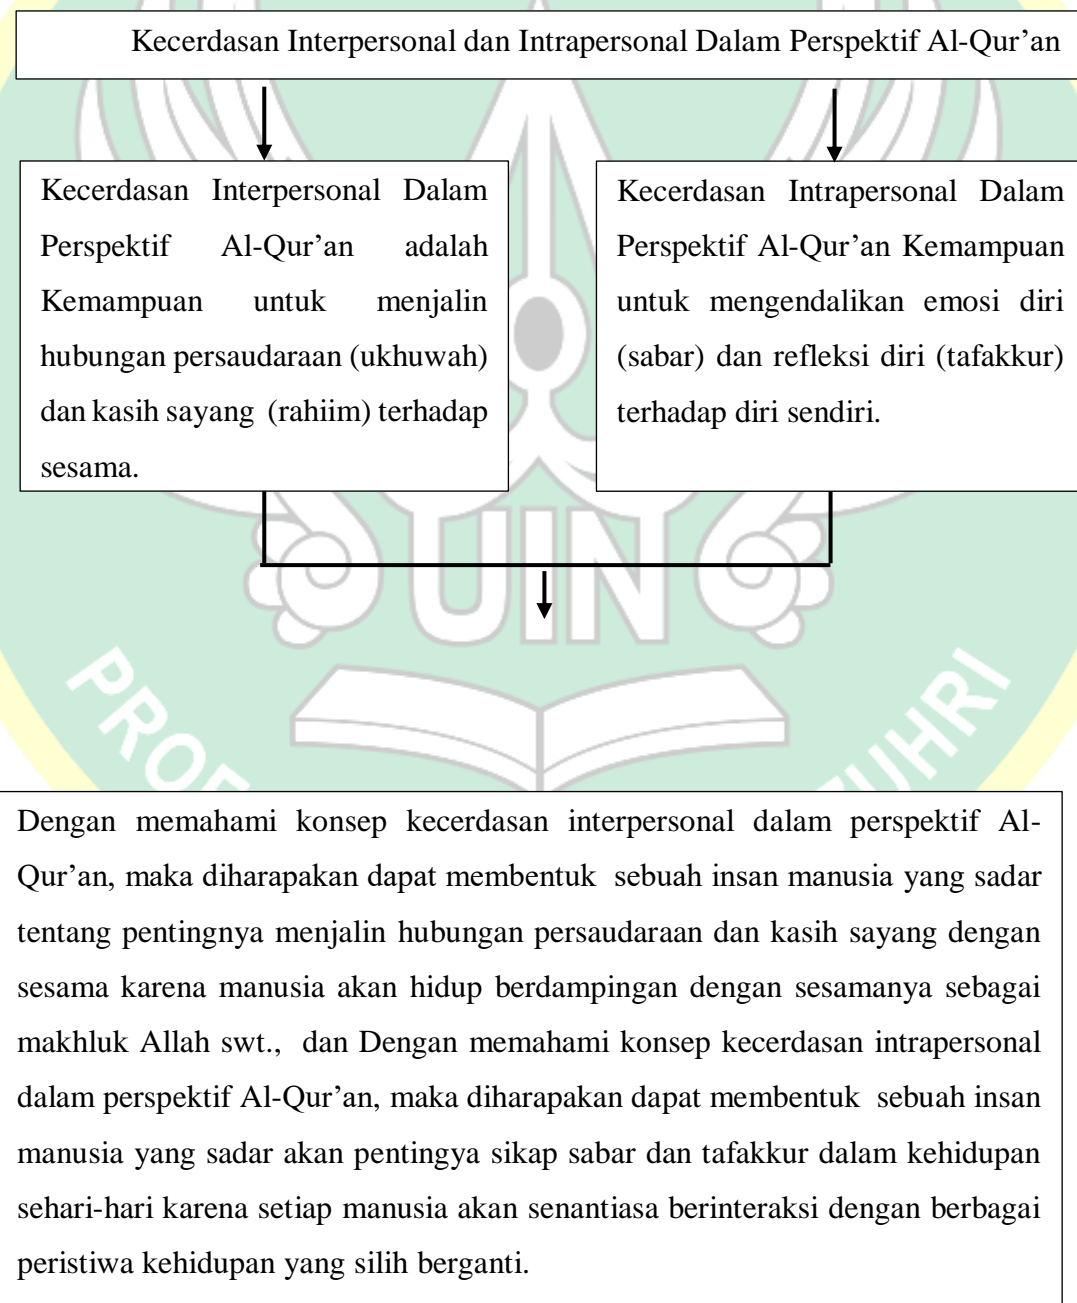 Kecerdasan Interpersonal dan Intrapersonal Dalam Perspektif Al-Qur’an
Kecerdasan Interpersonal Dalam
Perspektif Al-Qur’an adalah
Kemampuan untuk menjalin
hubungan persaudaraan (ukhuwah)
dan kasih sayang (rahiim) terhadap
sesama.
Kecerdasan Intrapersonal Dalam
Perspektif Al-Qur’an Kemampuan
untuk mengendalikan emosi diri
(sabar) dan refleksi diri (tafakkur)
terhadap diri sendiri.
UIN
Dengan memahami konsep kecerdasan interpersonal dalam perspektif Al-
Qur’an, maka diharapakan dapat membentuk sebuah insan manusia yang sadar
tentang pentingnya menjalin hubungan persaudaraan dan kasih sayang dengan
sesama karena manusia akan hidup berdampingan dengan sesamanya sebagai
makhluk Allah swt., dan Dengan memahami konsep kecerdasan intrapersonal
dalam perspektif Al-Qur’an, maka diharapakan dapat membentuk sebuah insan
manusia yang sadar akan pentingya sikap sabar dan tafakkur dalam kehidupan
sehari-hari karena setiap manusia akan senantiasa berinteraksi dengan berbagai
peristiwa kehidupan yang silih berganti.